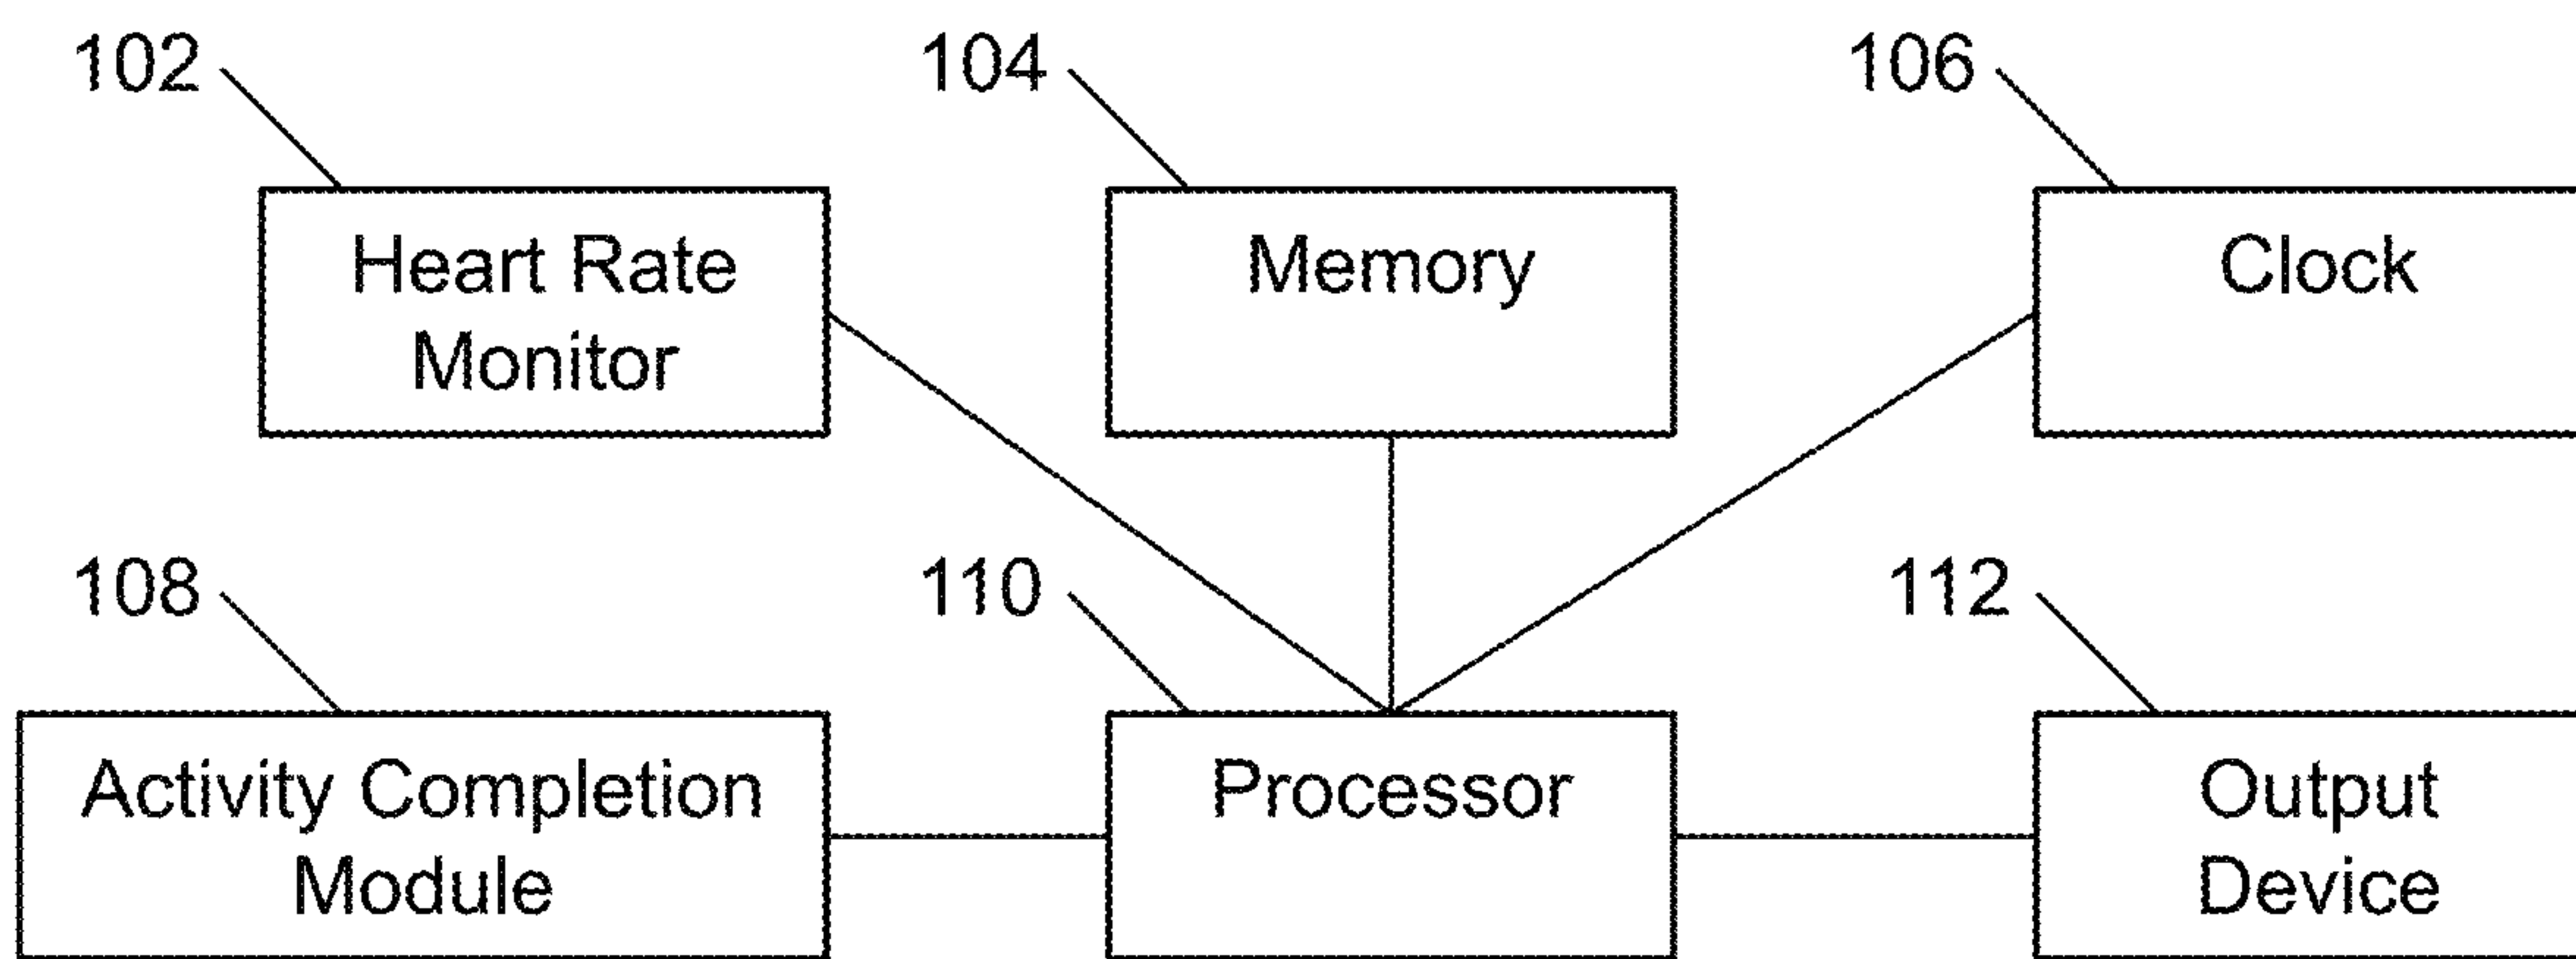 102
104
106
Heart Rate
Monitor
Memory
Clock
108
110
112
Activity Completion
Module
Processor
Output
Device